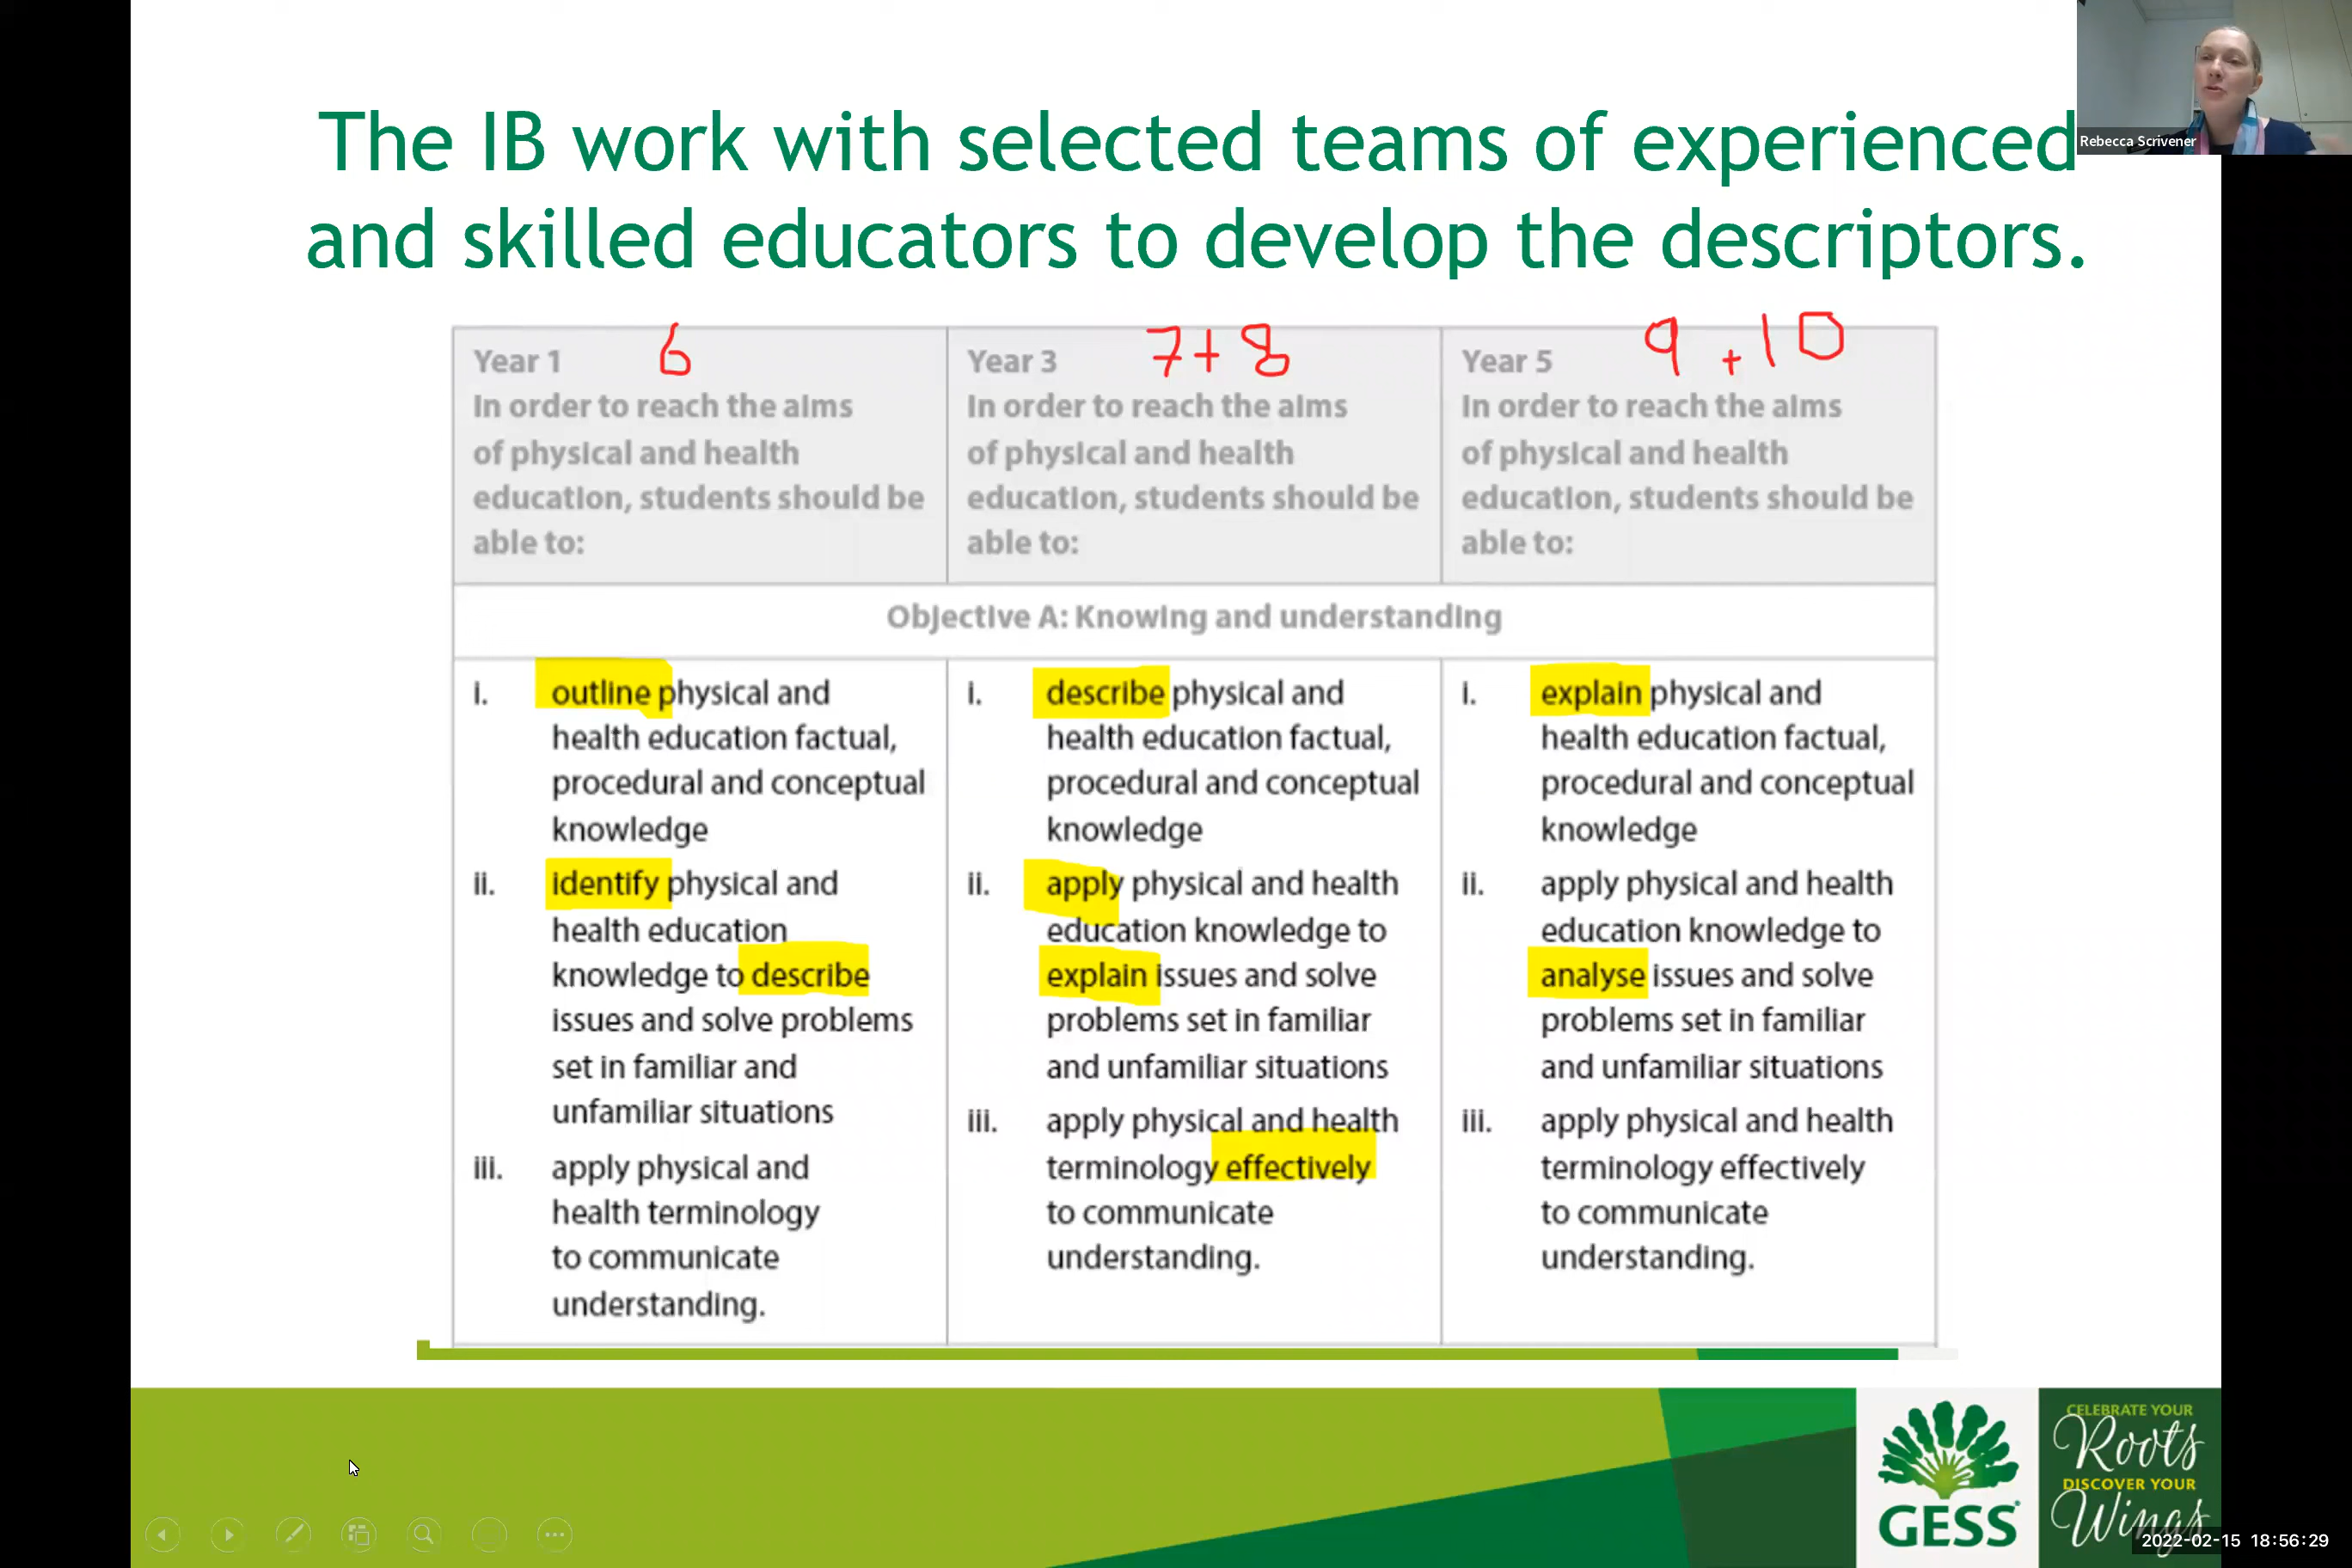 The IB work with selected teams of experienced
and skilled educators to develop the descriptors.
Rebecca Scrivener
Year 1 6
In order to reach the aims
of physical and health
education, students should be
able to:
Year 3 7+8
In order to reach the aims
of physical and health
education, students should be
able to:
Year 5 9 +10
In order to reach the aims
of physical and health
education, students should be
able to:
Objective A: Knowing and understanding
i. outline physical and
health education factual,
procedural and conceptual
knowledge
ii. identify physical and
health education
knowledge to describe
issues and solve problems
set in familiar and
unfamiliar situations
iii. apply physical and
health terminology
to communicate
understanding.
i. describe physical and
health education factual,
procedural and conceptual
knowledge
ii. apply physical and health
education knowledge to
explain issues and solve
problems set in familiar
and unfamiliar situations
iii. apply physical and health
terminology effectively
to communicate
understanding.
i. explain physical and
health education factual,
procedural and conceptual
knowledge
ii. apply physical and health
education knowledge to
analyse issues and solve
problems set in familiar
and unfamiliar situations
iii. apply physical and health
terminology effectively
to communicate
understanding.
GESS
CELEBRATE YOUR
Roots
DISCOVER YOUR
Wings
2022-02-15 18:56:29